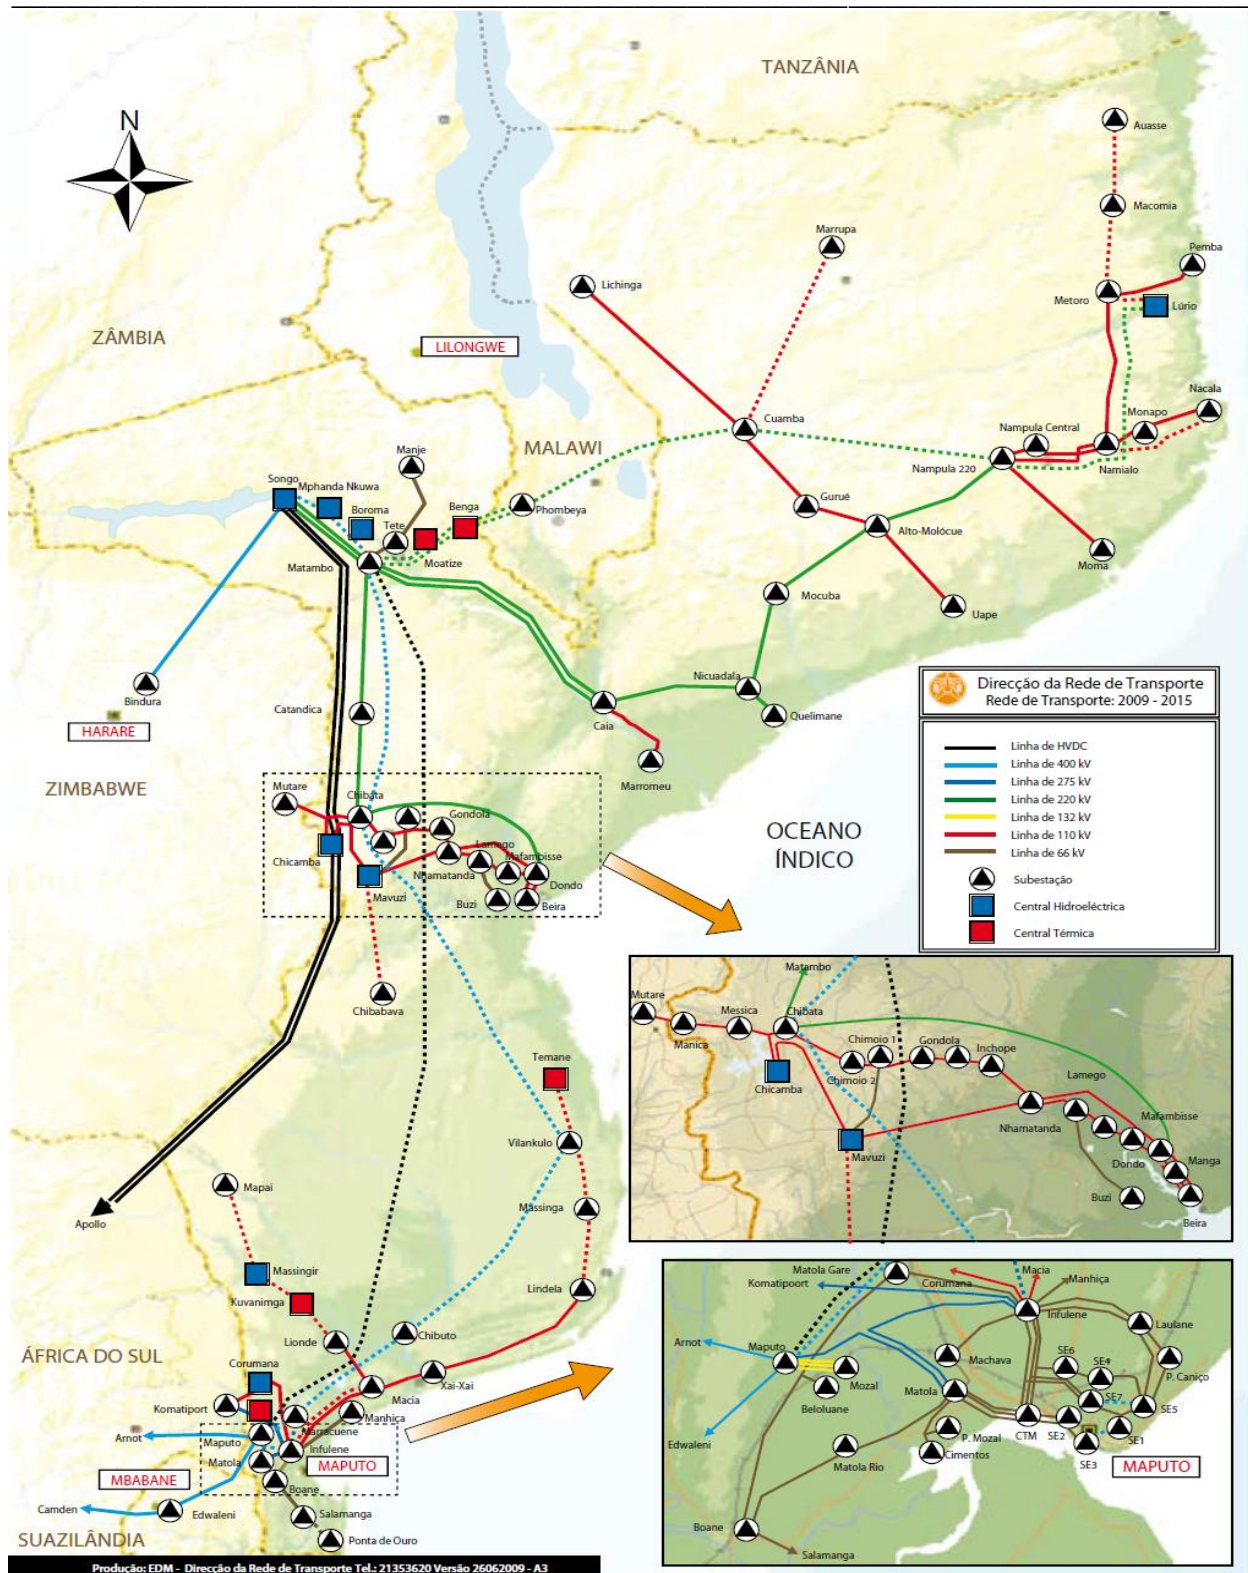 TANZÂNIA
N
Auasse
Macomia
Marrupa
Pemba
Lichinga
Metoro
Lúrio
ZÂMBIA
LILONGWE
Nacala
Cuamba
Monapo
Nampula Central
MALAWI
Manje
Nampula 220
Namialo
Songo
Mphanda Nkuwa
Boroma
Benga
Gurué
Tete
Phombeya
Alto-Molócue
Matambo
Moatize
Moma
Mocuba
Uape
Nicuadala
Bindura
Catandica
Caia
Quelimane
HARARE
Marromeu
ZIMBABWE
Mutare
Chibata
Gondola
Chicamba
Lamego
Mafambisse
Nhamatanda
Dondo
Mavuzi
Buzi
Beira
OCEANO
ÍNDICO
Direcção da Rede de Transporte
Rede de Transporte: 2009 - 2015
Linha de HVDC
Linha de 400 kV
Linha de 275 kV
Linha de 220 kV
Linha de 132 kV
Linha de 110 kV
Linha de 66 kV
Subestação
Central Hidroeléctrica
Central Térmica
Chibabava
Temane
Vilankulo
Mapai
Massinga
Apollo
Massingir
Kuvanimga
Lindela
Lionde
Chibuto
ÁFRICA DO SUL
Corumana
Xai-Xai
Macia
Komatiport
Manhiça
Marracuene
Arnot
Maputo
Infulene
Matola
MAPUTO
MBABANE
Boane
Camden
Edwaleni
Salamanga
SUAZILÂNDIA
Ponta de Ouro
Matambo
Mutare
Messica
Chibata
Manica
Chimoio 1
Gondola
Inchope
Chicamba
Chimoio 2
Lamego
Nhamatanda
Mafambisse
Mavuzi
Dondo
Manga
Buzi
Beira
Matola Gare
Komatipoort
Corumana
Macia
Manhiça
Infulene
Laulane
Arnot
Maputo
SE6
SE4
Machava
P. Caniço
Mozal
Matola
Beloluane
SE7
SE5
P. Mozal
CTM
SE2
SE1
Edwaleni
Matola Rio
Cimentos
SE3
MAPUTO
Boane
Salamanga
Produção: EDM - Direcção da Rede de Transporte Tel.: 21353620 Versão 26062009 - A3